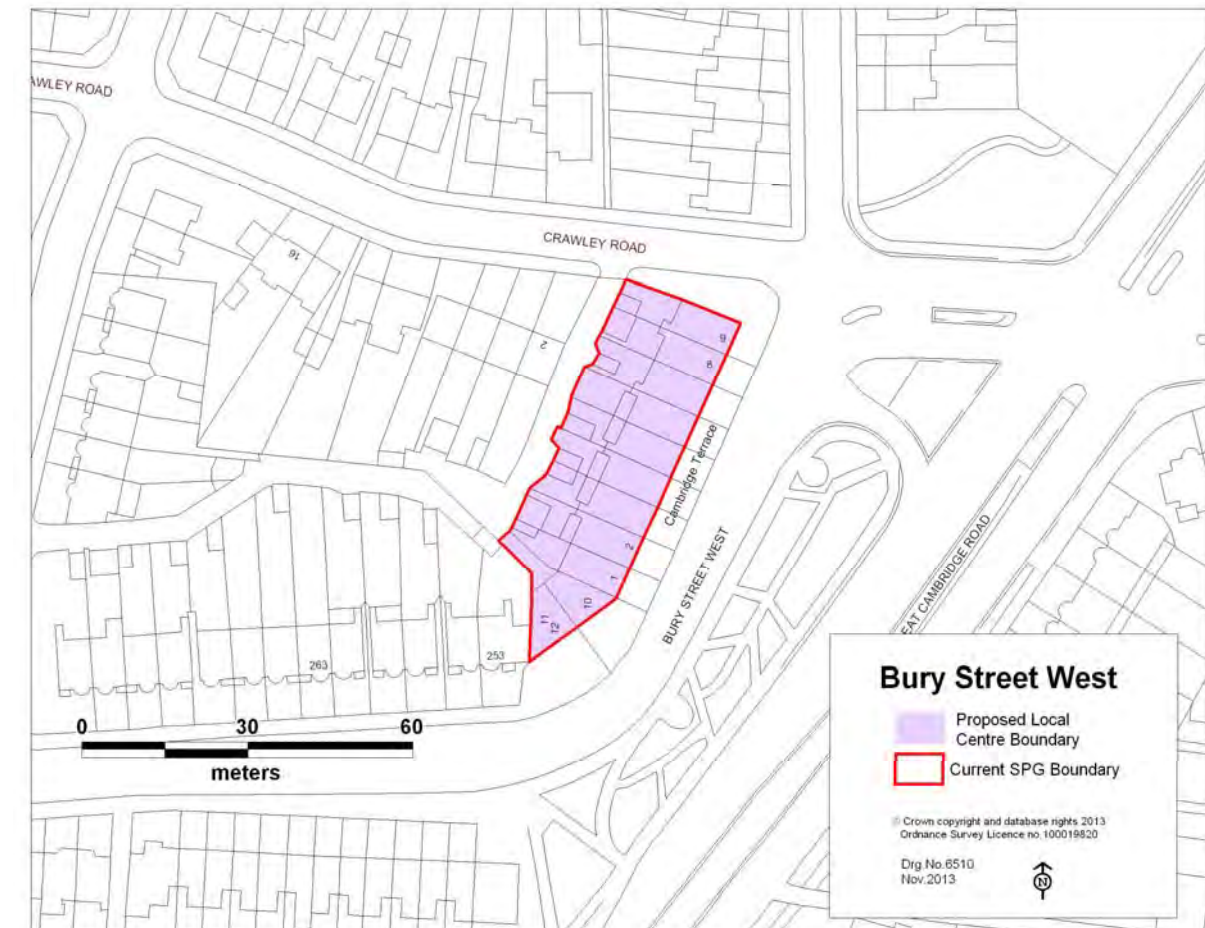 AWLEY ROAD
CRAWLEY ROAD
16
2
9
8
Cambridge Terrace
2
1
10
11
12
BURY STREET WEST
EAT CAMBRIDGE ROAD
263
253
0 30 60
meters
Bury Street West
Proposed Local
Centre Boundary
Current SPG Boundary
© Crown copyright and database rights 2013
Ordnance Survey Licence no.100019820
Drg.No.6510
Nov.2013
N